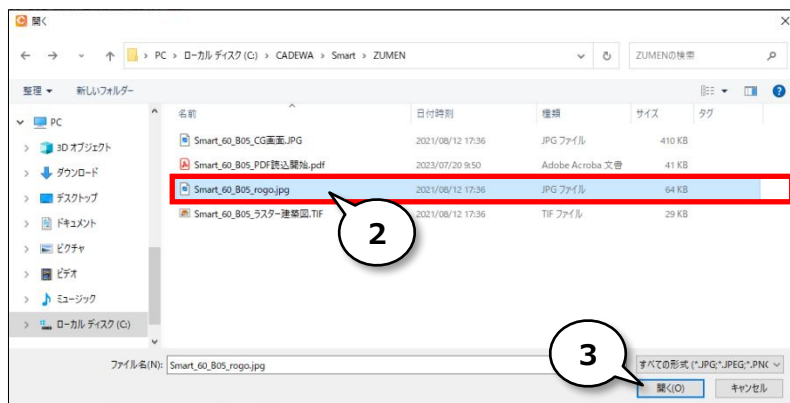 開く
PC › ローカル ディスク (C:) › CADEWA › Smart › ZUMEN
ZUMENの検索
整理 新しいフォルダー
名前 日付時刻 種類 サイズ タグ
PC
3D オブジェクト
ダウンロード
デスクトップ
ドキュメント
ピクチャ
ビデオ
ミュージック
ローカル ディスク (C:)
Smart_60_B05_CG画面.JPG 2021/08/12 17:36 JPG ファイル 410 KB
Smart_60_B05_PDF読込開始.pdf 2023/07/20 9:50 Adobe Acroba 文書 41 KB
Smart_60_B05_rogo.jpg 2021/08/12 17:36 JPG ファイル 64 KB
Smart_60_B05_ラスター建築図.TIF 2021/08/12 17:36 TIF ファイル 29 KB
2
3
ファイル名(N): Smart_60_B05_rogo.jpg
すべての形式 (*.JPG;*.JPEG;*.PNG
開く(O) キャンセル